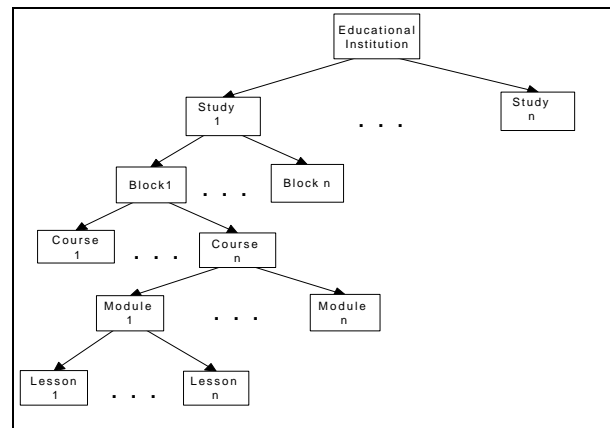 Educational
Institution
Study
1
. . .
Study
n
Block1
. . .
Block n
Course
1
. . .
Course
n
Module
1
. . .
Module
n
Lesson
1
. . .
Lesson
n